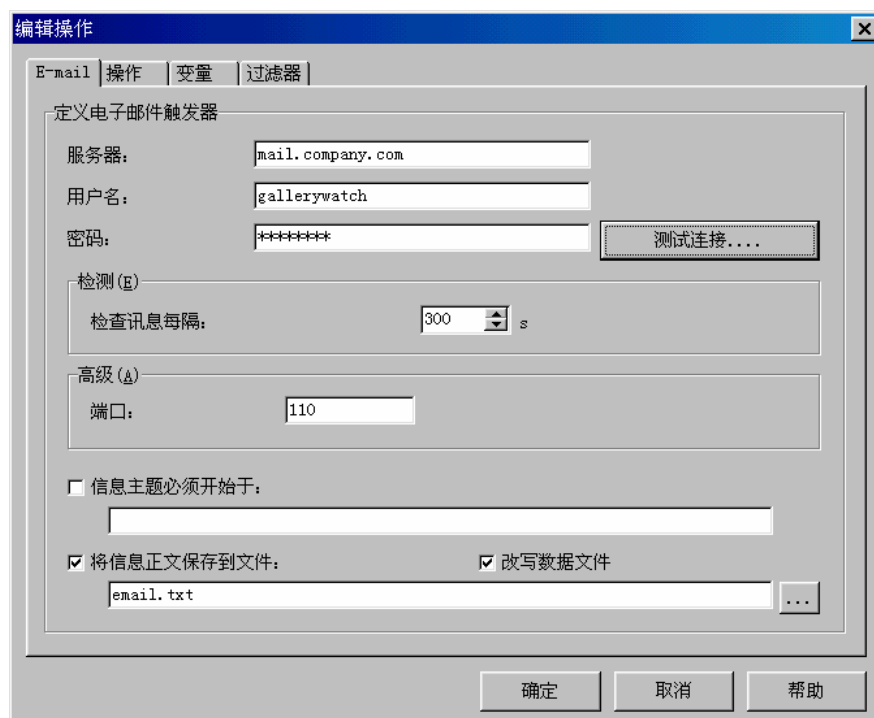 编辑操作
E-mail 操作 变量 过滤器
定义电子邮件触发器
服务器: mail.company.com
用户名: gallerywatch
密码: ******** 测试连接....
检测(E)
检查讯息每隔: 300 s
高级(A)
端口: 110
信息主题必须开始于:
将信息正文保存到文件: 改写数据文件
email.txt ...
确定 取消 帮助